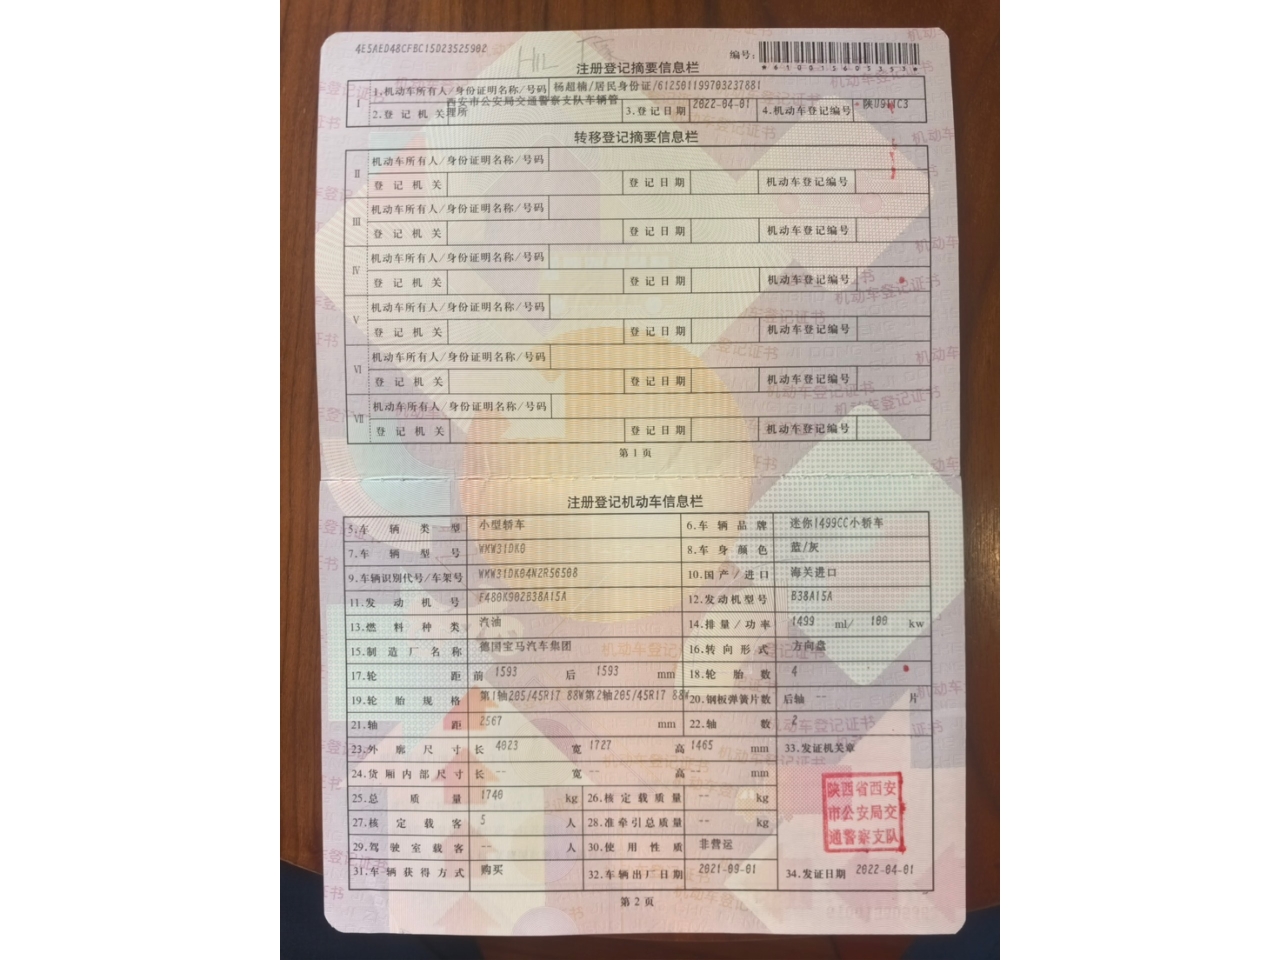 4E5AED48CFBC15D23525902
编号:
注册登记摘要信息栏
I 1.机动车所有人/身份证明名称/号码 杨超楠/居民身份证/612501199703237881
2.登记机关 西安市公安局交通警察支队车辆管理所 3.登记日期 2022-04-01 4.机动车登记编号
转移登记摘要信息栏
II 机动车所有人/身份证明名称/号码
登记机关 登记日期 机动车登记编号
III 机动车所有人/身份证明名称/号码
登记机关 登记日期 机动车登记编号
IV 机动车所有人/身份证明名称/号码
登记机关 登记日期 机动车登记编号
V 机动车所有人/身份证明名称/号码
登记机关 登记日期 机动车登记编号
VI 机动车所有人/身份证明名称/号码
登记机关 登记日期 机动车登记编号
VII 机动车所有人/身份证明名称/号码
登记机关 登记日期 机动车登记编号
第1页
注册登记机动车信息栏
5.车辆类型 小型轿车 6.车辆品牌 迷你1499CC小轿车
7.车辆型号 WMW31DK0 8.车身颜色 蓝/灰
9.车辆识别代号/车架号 WMW31DK04N2R56508 10.国产/进口 海关进口
11.发动机号 F480K902B38A15A 12.发动机型号 B38A15A
13.燃料种类 汽油 14.排量/功率 1499 ml/ 100 kw
15.制造厂名称 德国宝马汽车集团 16.转向形式 方向盘
17.轮距 前 1593 后 1593 mm 18.轮胎数 4
19.轮胎规格 第1轴205/45R17 88W第2轴205/45R17 88W 20.钢板弹簧片数 后轴 -- 片
21.轴距 2567 mm 22.轴数 2
23.外廓尺寸 长 4023 宽 1727 高 1465 mm 33.发证机关章
24.货厢内部尺寸 长 -- 宽 -- 高 -- mm
25.总质量 1740 kg 26.核定载质量 -- kg
27.核定载客 5 人 28.准牵引总质量 -- kg
29.驾驶室载客 -- 人 30.使用性质 非营运
陕西省西安
市公安局交
通警察支队
31.车辆获得方式 购买 32.车辆出厂日期 2021-09-01 34.发证日期 2022-04-01
第2页